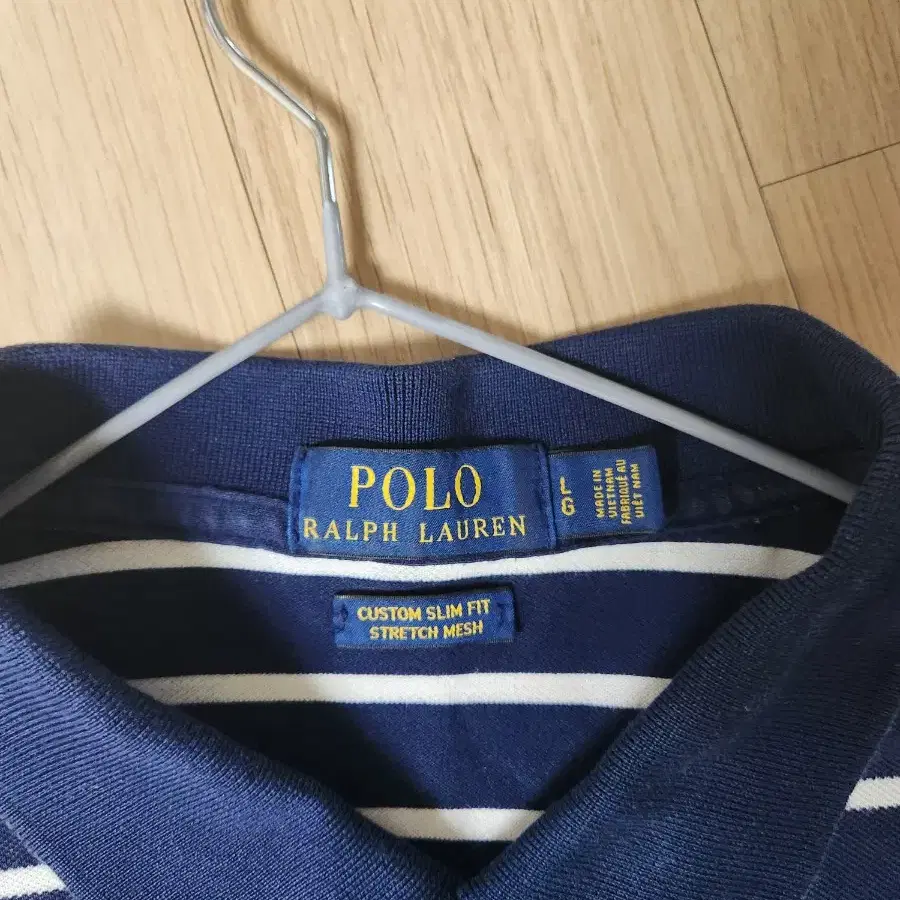 POLO
RALPH LAUREN
L
G
MADE IN
VIETNAM
FABRIQUÉ AU
VIÊT NAM
CUSTOM SLIM FIT
STRETCH MESH